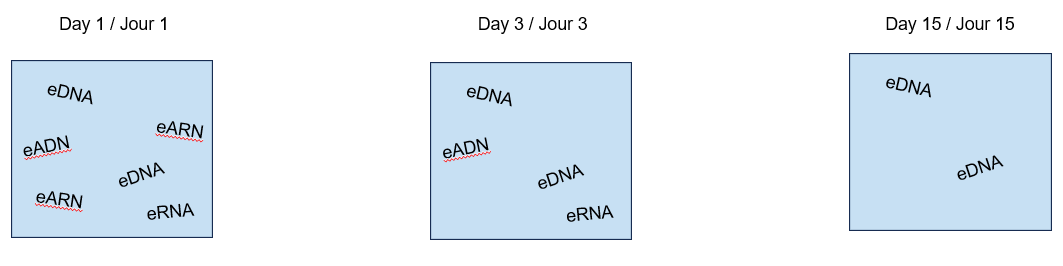 Day 1 / Jour 1
eDNA
eARN
eADN
eDNA
eARN
eRNA
Day 3 / Jour 3
eDNA
eADN
eDNA
eRNA
Day 15 / Jour 15
eDNA
eDNA